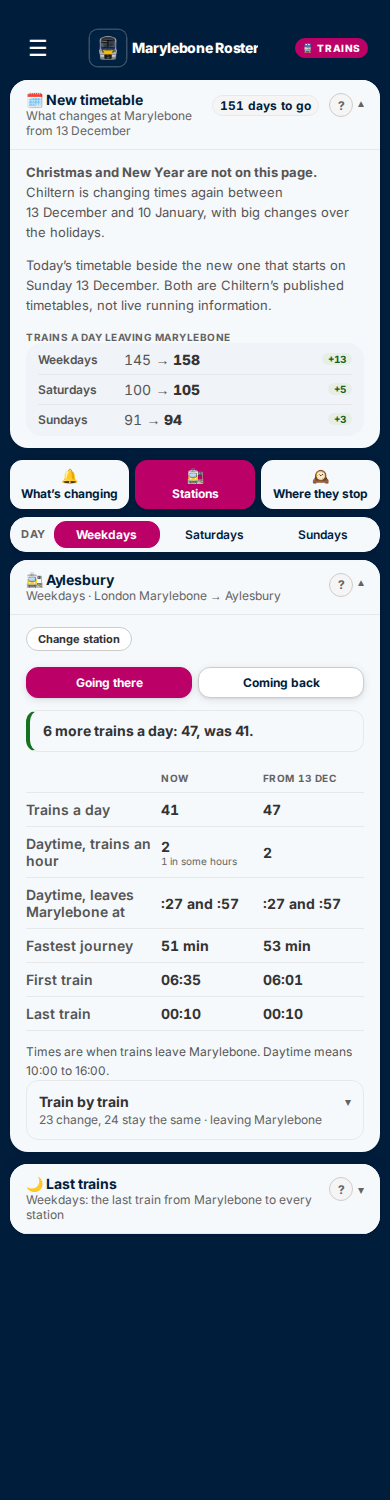 ☰ Marylebone Roster 🚆 TRAINS
🗓️ New timetable 151 days to go ? ▲
What changes at Marylebone
from 13 December
Christmas and New Year are not on this page.
Chiltern is changing times again between
13 December and 10 January, with big changes over
the holidays.
Today’s timetable beside the new one that starts on
Sunday 13 December. Both are Chiltern’s published
timetables, not live running information.
TRAINS A DAY LEAVING MARYLEBONE
Weekdays 145 → 158 +13
Saturdays 100 → 105 +5
Sundays 91 → 94 +3
🔔 What’s changing
🚉 Stations
🕰️ Where they stop
DAY Weekdays Saturdays Sundays
🚉 Aylesbury ? ▲
Weekdays · London Marylebone → Aylesbury
Change station
Going there Coming back
6 more trains a day: 47, was 41.
NOW FROM 13 DEC
Trains a day 41 47
Daytime, trains an
hour 2 2
1 in some hours
Daytime, leaves
Marylebone at :27 and :57 :27 and :57
Fastest journey 51 min 53 min
First train 06:35 06:01
Last train 00:10 00:10
Times are when trains leave Marylebone. Daytime means
10:00 to 16:00.
Train by train ▼
23 change, 24 stay the same · leaving Marylebone
🌙 Last trains ? ▼
Weekdays: the last train from Marylebone to every
station